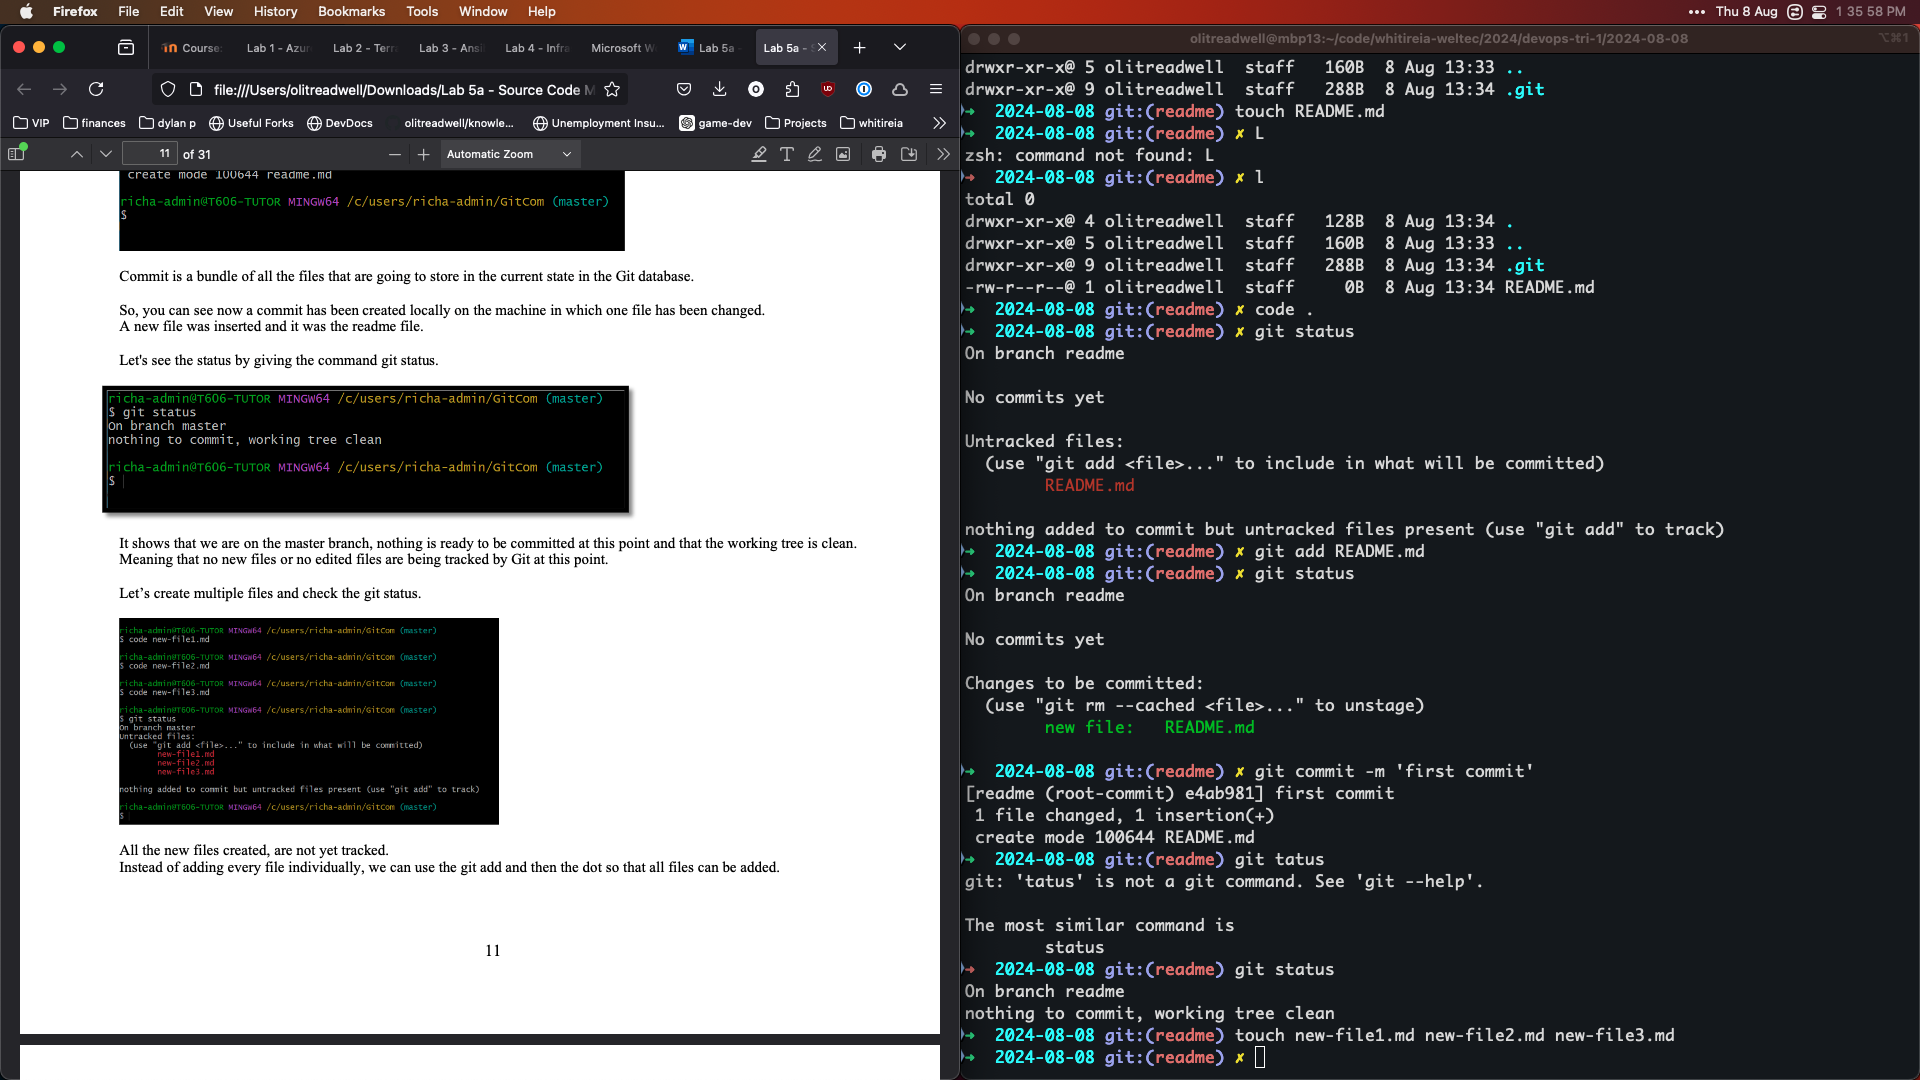 Firefox File Edit View History Bookmarks Tools Window Help
Thu 8 Aug 1 35 58 PM
Course: Lab 1 - Azur Lab 2 - Terr Lab 3 - Ansi Lab 4 - Infra Microsoft W Lab 5a - Lab 5a - S
file:///Users/olitreadwell/Downloads/Lab 5a - Source Code M
VIP finances dylan p Useful Forks DevDocs olitreadwell/knowle... Unemployment Insu... game-dev Projects whitireia
11 of 31 Automatic Zoom
create mode 100644 readme.md
richa-admin@T606-TUTOR MINGW64 /c/users/richa-admin/GitCom (master)
$
Commit is a bundle of all the files that are going to store in the current state in the Git database.
So, you can see now a commit has been created locally on the machine in which one file has been changed.
A new file was inserted and it was the readme file.
Let's see the status by giving the command git status.
richa-admin@T606-TUTOR MINGW64 /c/users/richa-admin/GitCom (master)
$ git status
On branch master
nothing to commit, working tree clean
richa-admin@T606-TUTOR MINGW64 /c/users/richa-admin/GitCom (master)
$
It shows that we are on the master branch, nothing is ready to be committed at this point and that the working tree is clean.
Meaning that no new files or no edited files are being tracked by Git at this point.
Let’s create multiple files and check the git status.
richa-admin@T606-TUTOR MINGW64 /c/users/richa-admin/GitCom (master)
$ code new-file1.md
richa-admin@T606-TUTOR MINGW64 /c/users/richa-admin/GitCom (master)
$ code new-file2.md
richa-admin@T606-TUTOR MINGW64 /c/users/richa-admin/GitCom (master)
$ code new-file3.md
richa-admin@T606-TUTOR MINGW64 /c/users/richa-admin/GitCom (master)
$ git status
On branch master
Untracked files:
(use "git add <file>..." to include in what will be committed)
new-file1.md
new-file2.md
new-file3.md
nothing added to commit but untracked files present (use "git add" to track)
richa-admin@T606-TUTOR MINGW64 /c/users/richa-admin/GitCom (master)
$
All the new files created, are not yet tracked.
Instead of adding every file individually, we can use the git add and then the dot so that all files can be added.
11
olitreadwell@mbp13:~/code/whitireia-weltec/2024/devops-tri-1/2024-08-08 ⌥⌘1
drwxr-xr-x@ 5 olitreadwell staff 160B 8 Aug 13:33 ..
drwxr-xr-x@ 9 olitreadwell staff 288B 8 Aug 13:34 .git
➜ 2024-08-08 git:(readme) touch README.md
➜ 2024-08-08 git:(readme) ✗ L
zsh: command not found: L
➜ 2024-08-08 git:(readme) ✗ l
total 0
drwxr-xr-x@ 4 olitreadwell staff 128B 8 Aug 13:34 .
drwxr-xr-x@ 5 olitreadwell staff 160B 8 Aug 13:33 ..
drwxr-xr-x@ 9 olitreadwell staff 288B 8 Aug 13:34 .git
-rw-r--r--@ 1 olitreadwell staff 0B 8 Aug 13:34 README.md
➜ 2024-08-08 git:(readme) ✗ code .
➜ 2024-08-08 git:(readme) ✗ git status
On branch readme
No commits yet
Untracked files:
(use "git add <file>..." to include in what will be committed)
README.md
nothing added to commit but untracked files present (use "git add" to track)
➜ 2024-08-08 git:(readme) ✗ git add README.md
➜ 2024-08-08 git:(readme) ✗ git status
On branch readme
No commits yet
Changes to be committed:
(use "git rm --cached <file>..." to unstage)
new file: README.md
➜ 2024-08-08 git:(readme) ✗ git commit -m 'first commit'
[readme (root-commit) e4ab981] first commit
1 file changed, 1 insertion(+)
create mode 100644 README.md
➜ 2024-08-08 git:(readme) git tatus
git: 'tatus' is not a git command. See 'git --help'.
The most similar command is
status
➜ 2024-08-08 git:(readme) git status
On branch readme
nothing to commit, working tree clean
➜ 2024-08-08 git:(readme) touch new-file1.md new-file2.md new-file3.md
➜ 2024-08-08 git:(readme) ✗